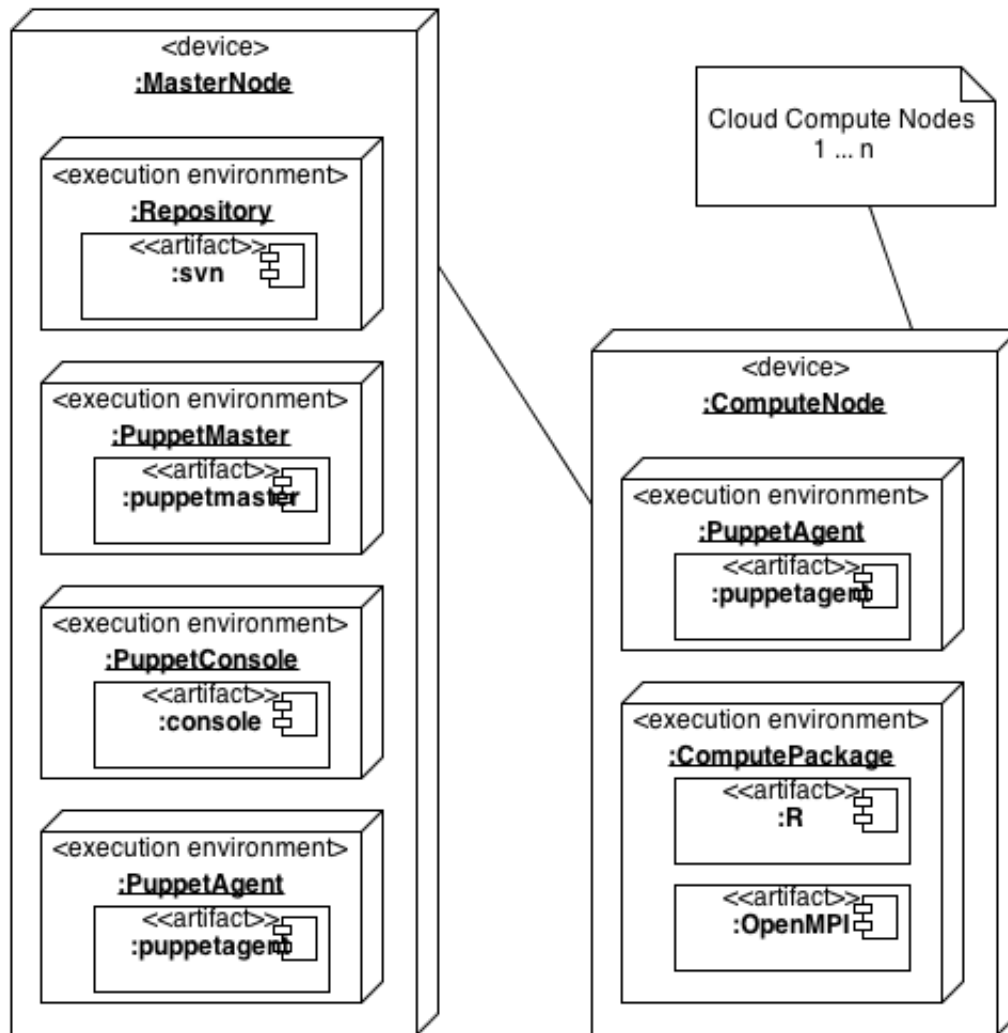 <device>
:MasterNode
<execution environment>
:Repository
<<artifact>>
:svn
<execution environment>
:PuppetMaster
<<artifact>>
:puppetmaster
<execution environment>
:PuppetConsole
<<artifact>>
:console
<execution environment>
:PuppetAgent
<<artifact>>
:puppetagent
Cloud Compute Nodes
1 ... n
<device>
:ComputeNode
<execution environment>
:PuppetAgent
<<artifact>>
:puppetagent
<execution environment>
:ComputePackage
<<artifact>>
:R
<<artifact>>
:OpenMPI